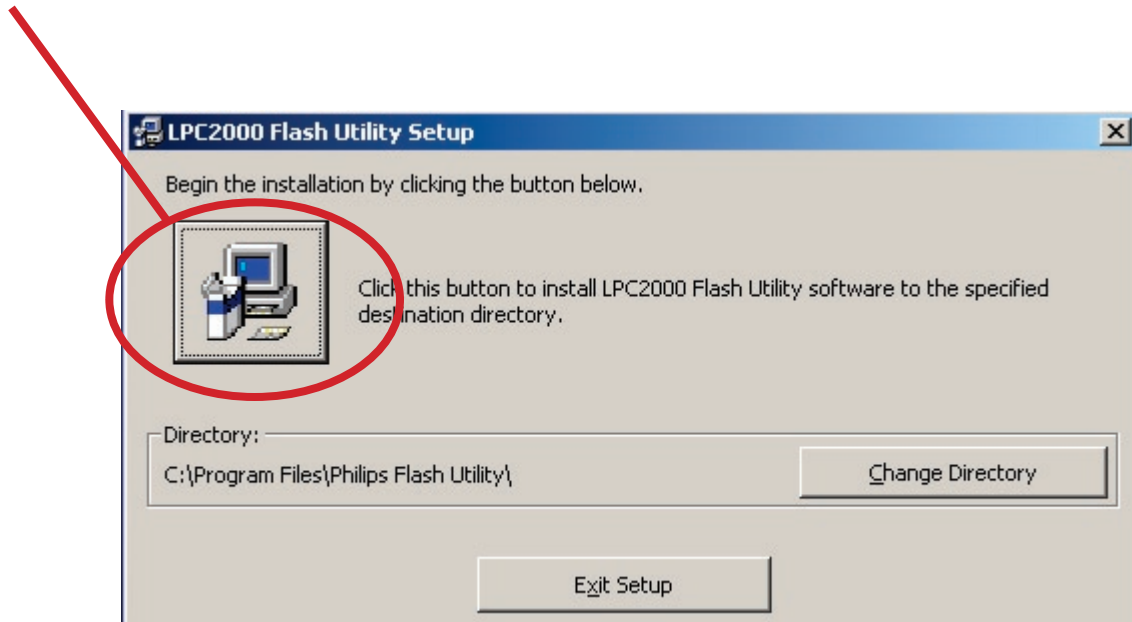 LPC2000 Flash Utility Setup
Begin the installation by clicking the button below.
Click this button to install LPC2000 Flash Utility software to the specified
destination directory.
Directory:
C:\Program Files\Philips Flash Utility\
Change Directory
Exit Setup